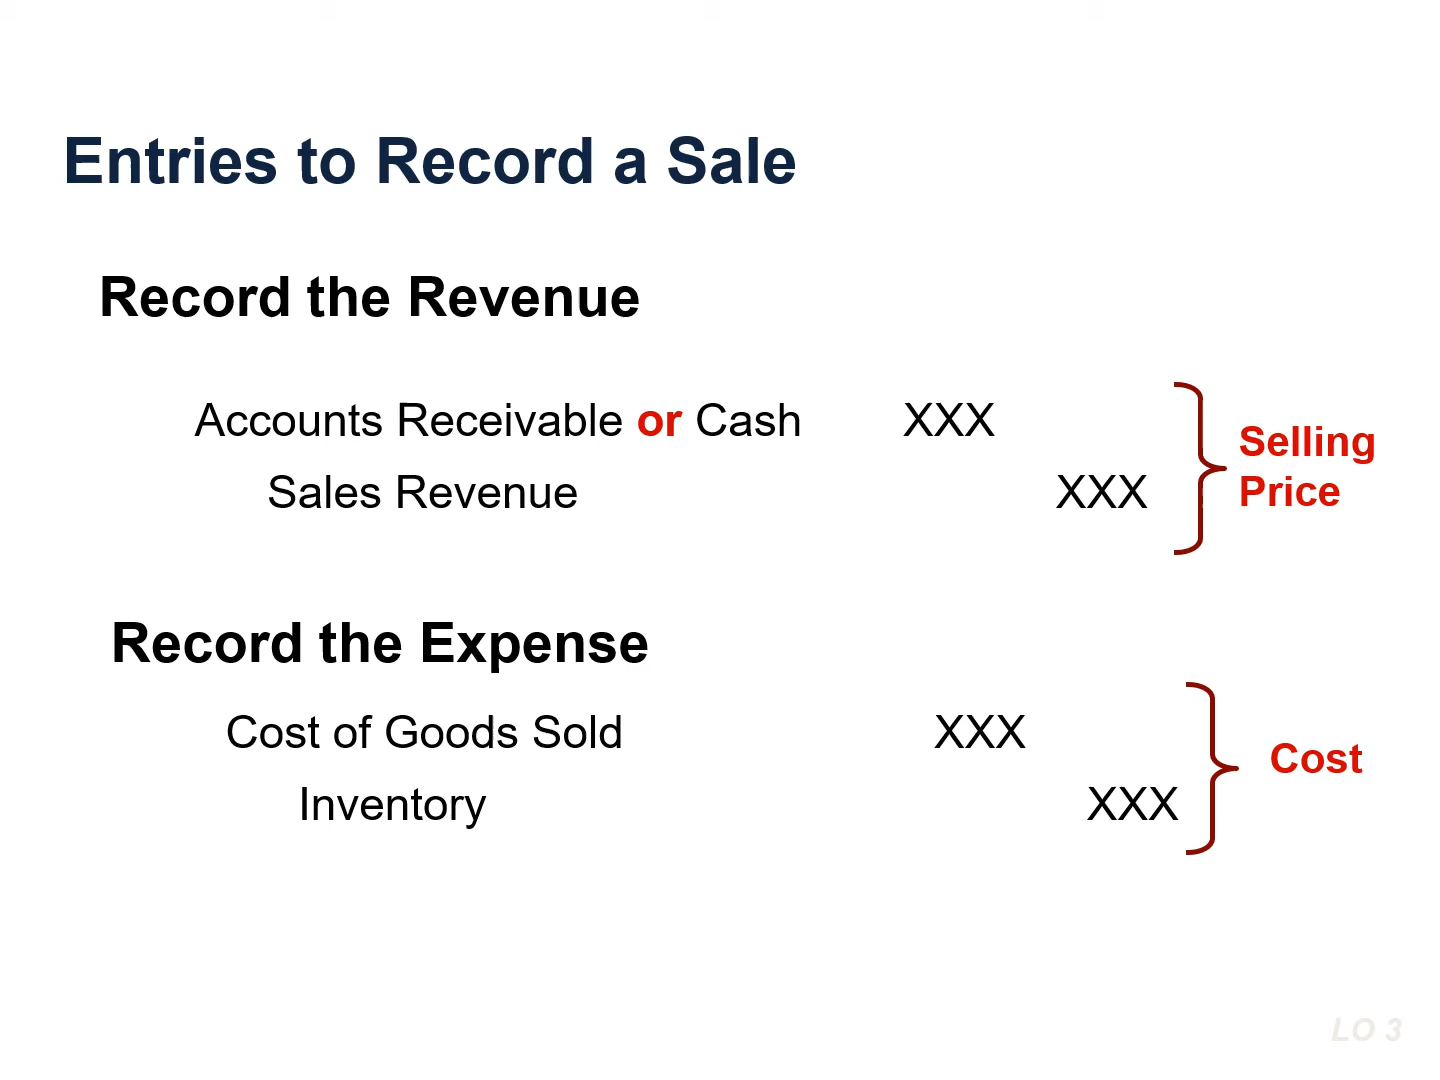 Entries to Record a Sale
Record the Revenue
Accounts Receivable or Cash XXX
Sales Revenue XXX
Selling
Price
Record the Expense
Cost of Goods Sold XXX
Inventory XXX
Cost
LO 3